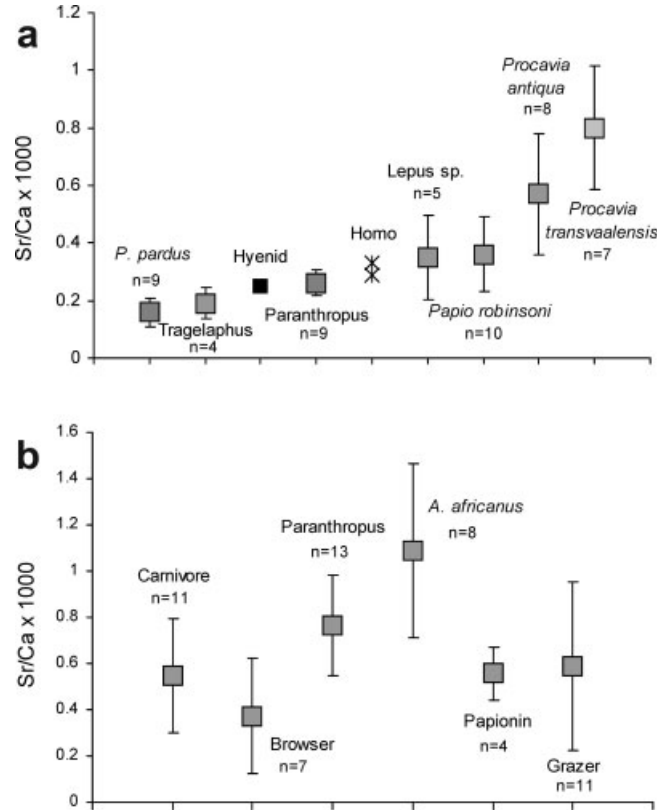 a
Sr/Ca x 1000
1.2
1
0.8
0.6
0.4
0.2
0
P. pardus
n=9
Tragelaphus
n=4
Hyenid
Paranthropus
n=9
Homo
Lepus sp.
n=5
Papio robinsoni
n=10
Procavia
antiqua
n=8
Procavia
transvaalensis
n=7
b
Sr/Ca x 1000
1.6
1.4
1.2
1
0.8
0.6
0.4
0.2
0
Carnivore
n=11
Browser
n=7
Paranthropus
n=13
A. africanus
n=8
Papionin
n=4
Grazer
n=11